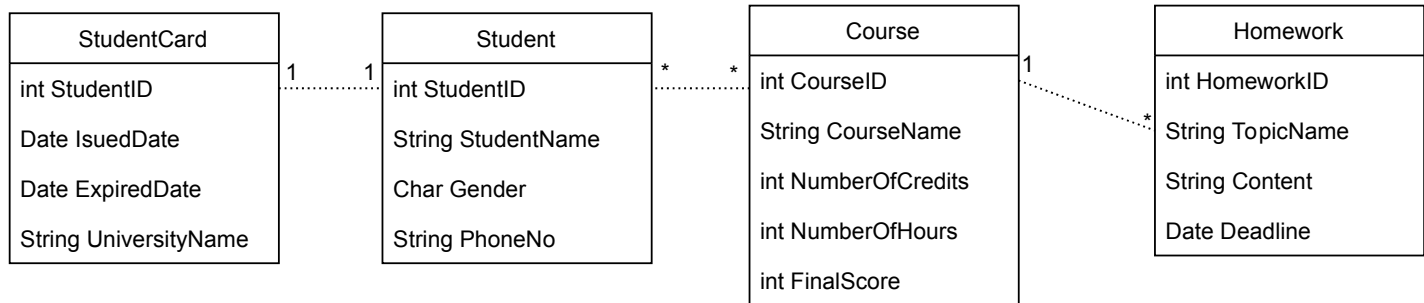 StudentCard
int StudentID
Date IsuedDate
Date ExpiredDate
String UniversityName
1
1
Student
int StudentID
String StudentName
Char Gender
String PhoneNo
*
*
Course
int CourseID
String CourseName
int NumberOfCredits
int NumberOfHours
int FinalScore
1
*
Homework
int HomeworkID
String TopicName
String Content
Date Deadline